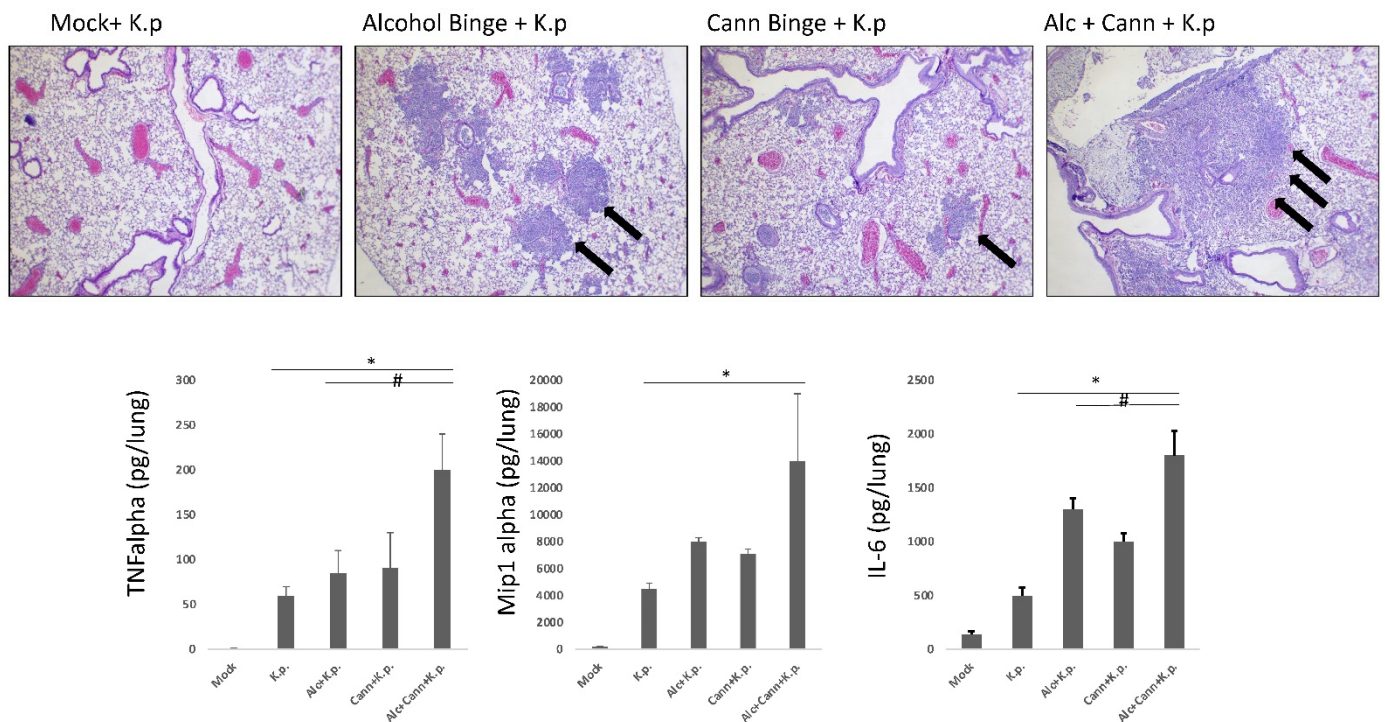 Mock+ K.p
Alcohol Binge + K.p
Cann Binge + K.p
Alc + Cann + K.p
TNFalpha (pg/lung)
300
250
200
150
100
50
0
*
#
Mock
K.p.
Alc+K.p.
Cann+K.p.
Alc+Cann+K.p.
Mip1 alpha (pg/lung)
20000
18000
16000
14000
12000
10000
8000
6000
4000
2000
0
*
Mock
K.p.
Alc+K.p.
Cann+K.p.
Alc+Cann+K.p.
IL-6 (pg/lung)
2500
2000
1500
1000
500
0
*
#
Mock
K.p.
Alc+K.p.
Cann+K.p.
Alc+Cann+K.p.